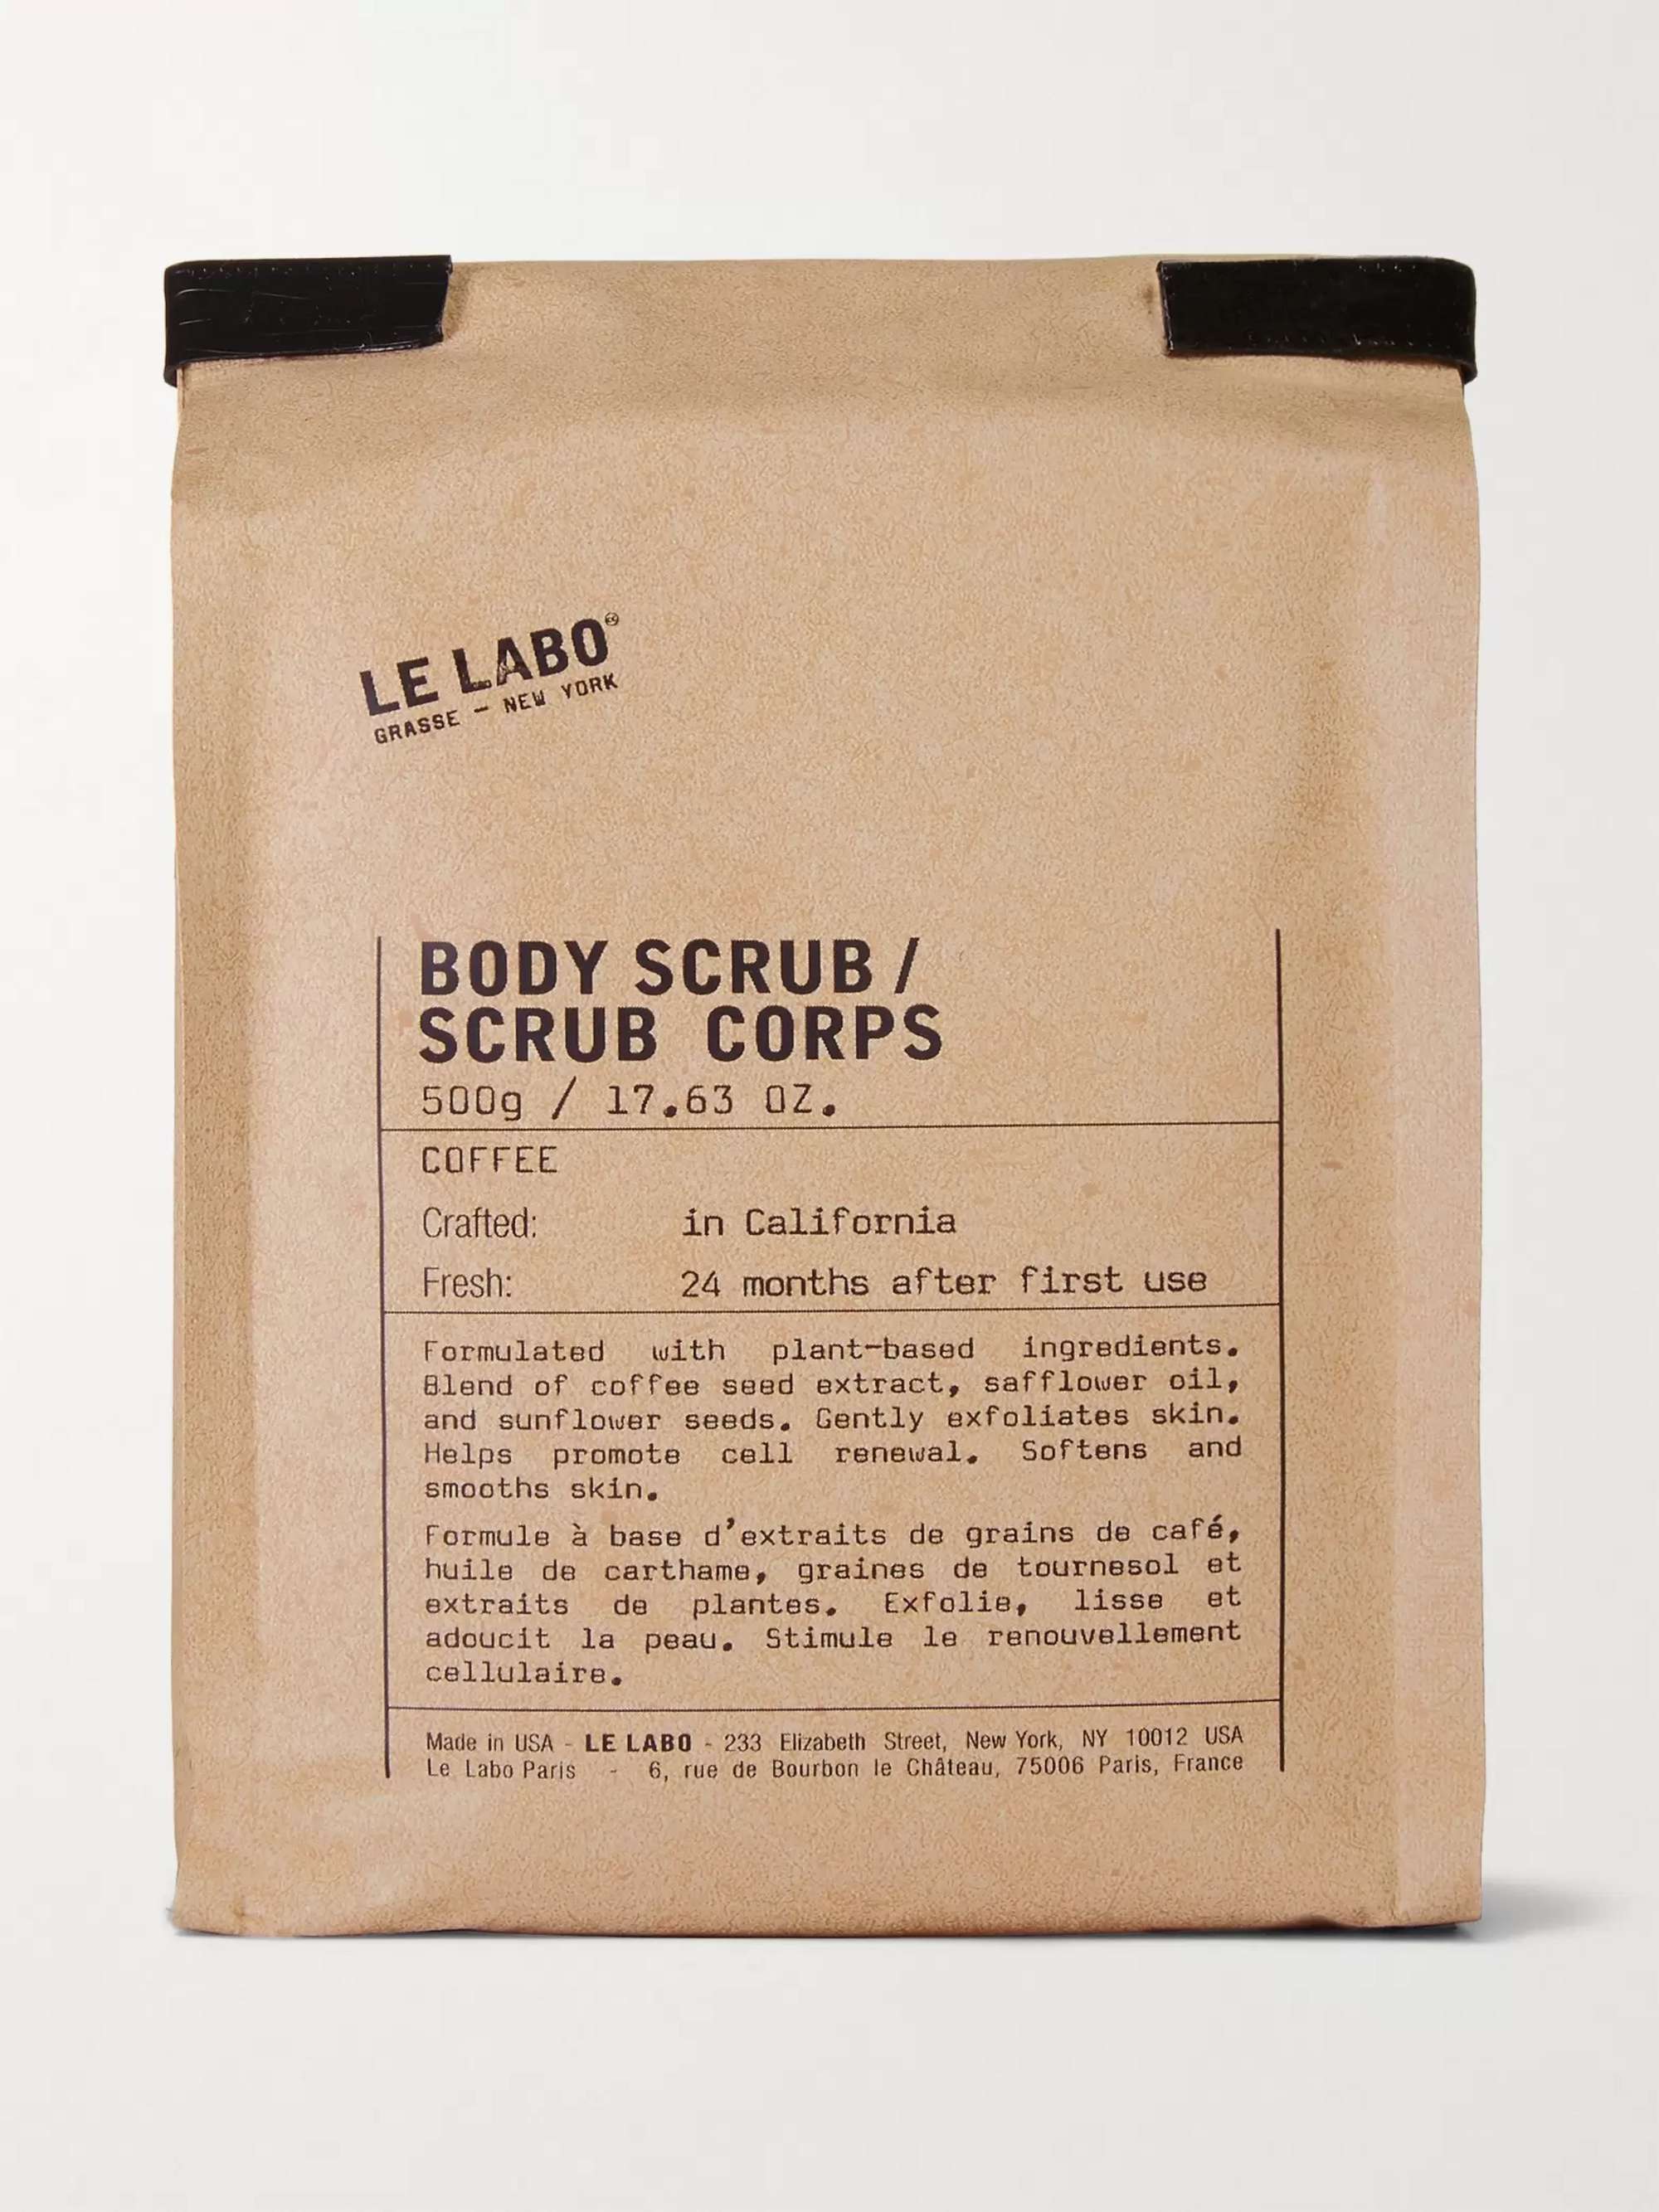 LE LABO®
GRASSE — NEW YORK
BODY SCRUB /
SCRUB CORPS
500g / 17.63 OZ.
COFFEE
Crafted: in California
Fresh: 24 months after first use
Formulated with plant-based ingredients.
Blend of coffee seed extract, safflower oil,
and sunflower seeds. Gently exfoliates skin.
Helps promote cell renewal. Softens and
smooths skin.
Formule à base d’extraits de grains de café,
huile de carthame, graines de tournesol et
extraits de plantes. Exfolie, lisse et
adoucit la peau. Stimule le renouvellement
cellulaire.
Made in USA - LE LABO - 233 Elizabeth Street, New York, NY 10012 USA
Le Labo Paris - 6, rue de Bourbon le Château, 75006 Paris, France